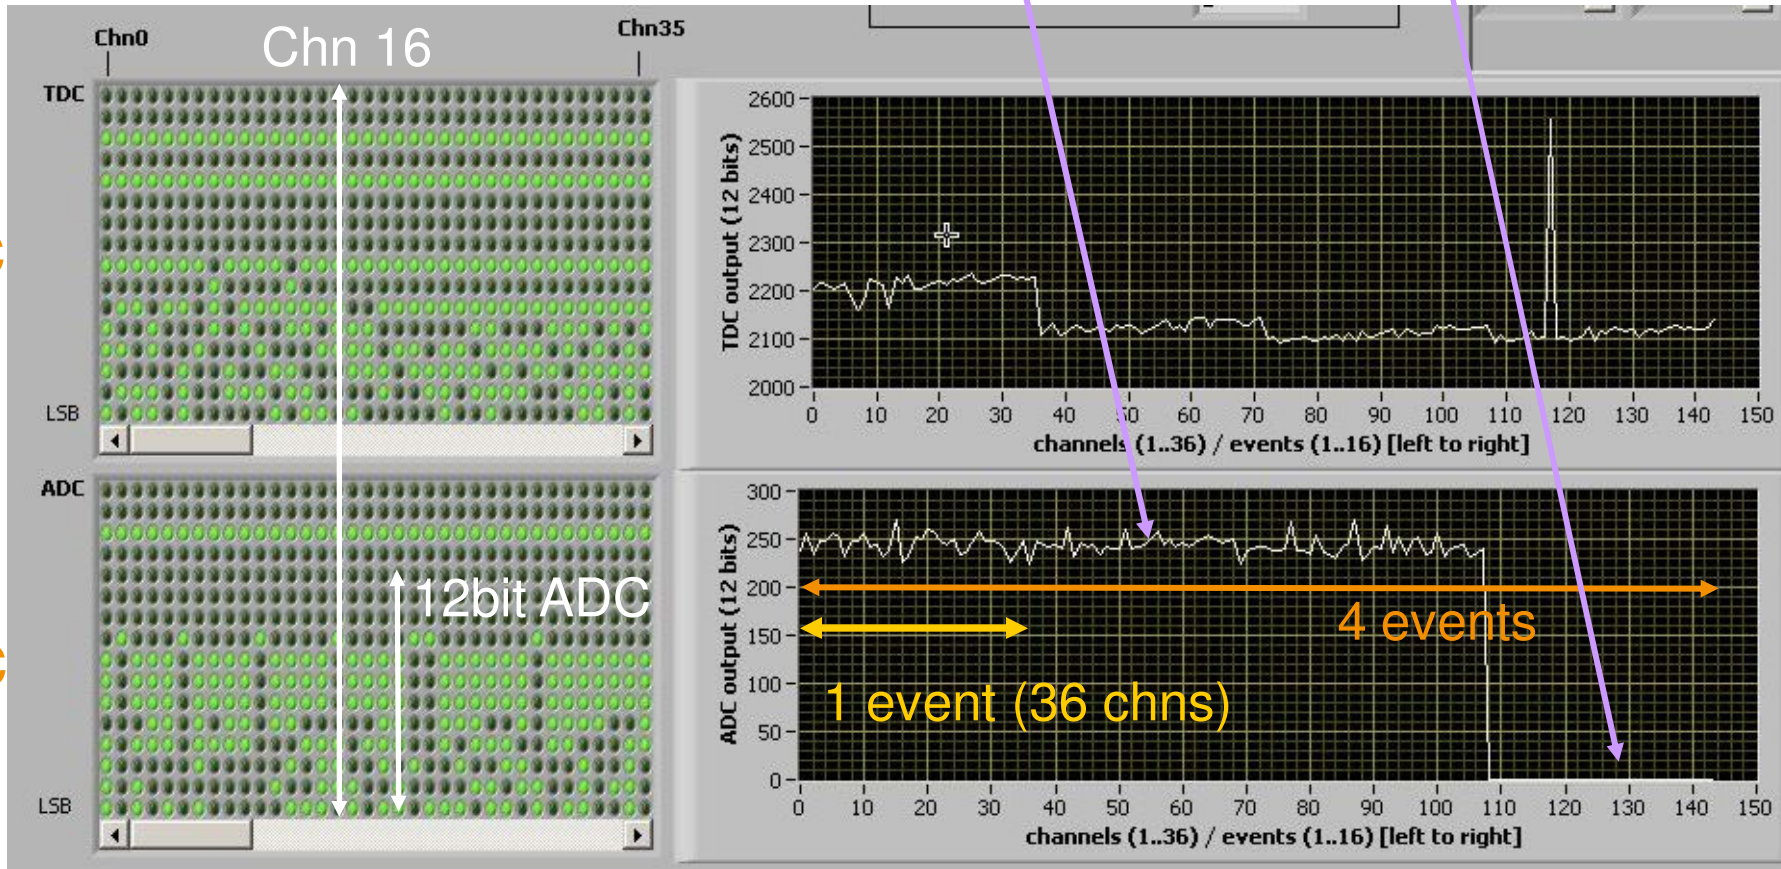 Chn0
Chn 16
Chn35
TDC
LSB
2600
2500
2400
2300
2200
2100
2000
TDC output (12 bits)
0 10 20 30 40 50 60 70 80 90 100 110 120 130 140 150
channels (1..36) / events (1..16) [left to right]
ADC
LSB
12bit ADC
300
250
200
150
100
50
0
ADC output (12 bits)
4 events
1 event (36 chns)
0 10 20 30 40 50 60 70 80 90 100 110 120 130 140 150
channels (1..36) / events (1..16) [left to right]